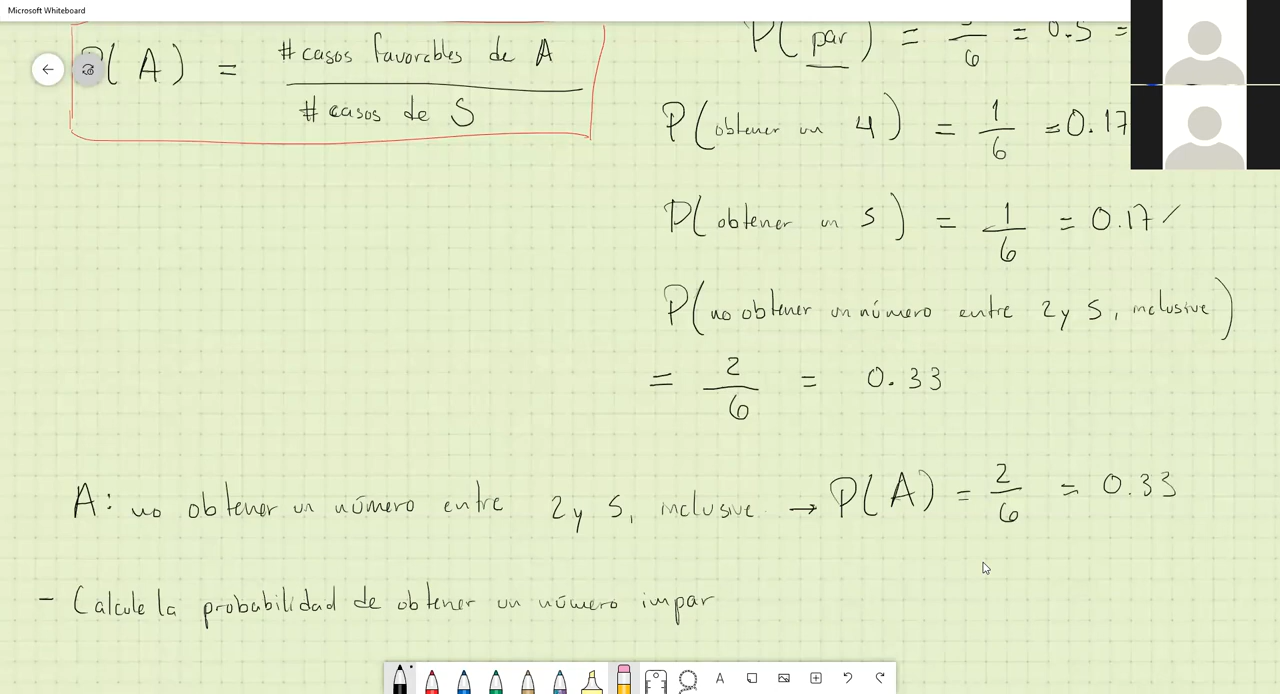 Microsoft Whiteboard
P(A) = # casos favorables de A / # casos de S
P(par) = /6 = 0.5 =
P(obtener un 4) = 1/6 = 0.17
P(obtener un 5) = 1/6 = 0.17
P(no obtener un número entre 2 y 5, inclusive)
= 2/6 = 0.33
A: no obtener un número entre 2 y 5, inclusive. → P(A) = 2/6 = 0.33
- Calcule la probabilidad de obtener un número impar
A